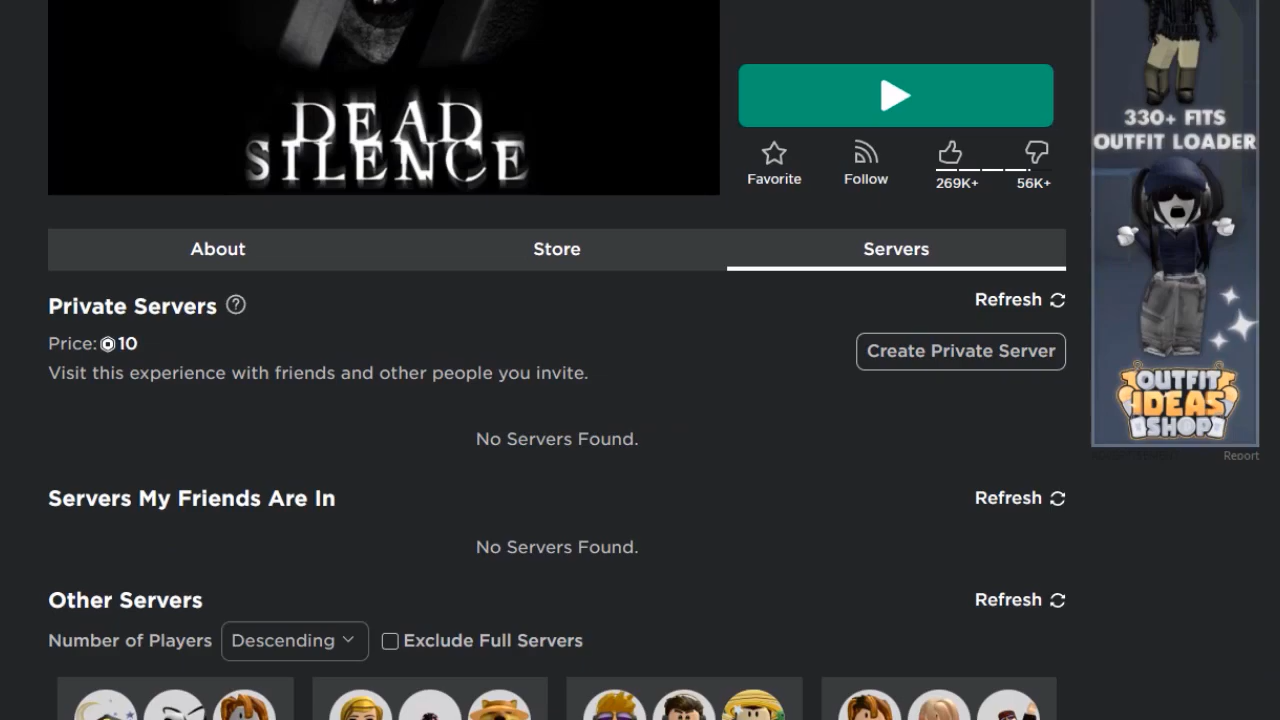 DEAD
SILENCE
Favorite
Follow
269K+
56K+
330+ FITS
OUTFIT LOADER
OUTFIT
IDEAS
SHOP
Report
About
Store
Servers
Private Servers
Refresh
Price: 10
Create Private Server
Visit this experience with friends and other people you invite.
No Servers Found.
Servers My Friends Are In
Refresh
No Servers Found.
Other Servers
Refresh
Number of Players Descending Exclude Full Servers